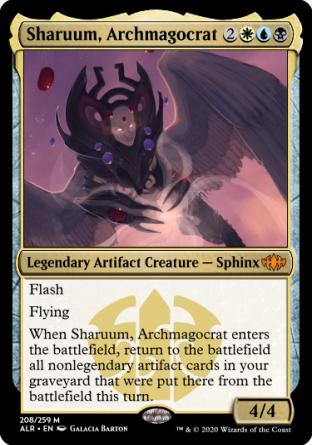 Sharuum, Archmagocrat 2
Legendary Artifact Creature — Sphinx
Flash
Flying
When Sharuum, Archmagocrat enters
the battlefield, return to the battlefield
all nonlegendary artifact cards in your
graveyard that were put there from the
battlefield this turn.
4/4
208/259 M
ALR • EN Galacia Barton
™ & © 2020 Wizards of the Coast